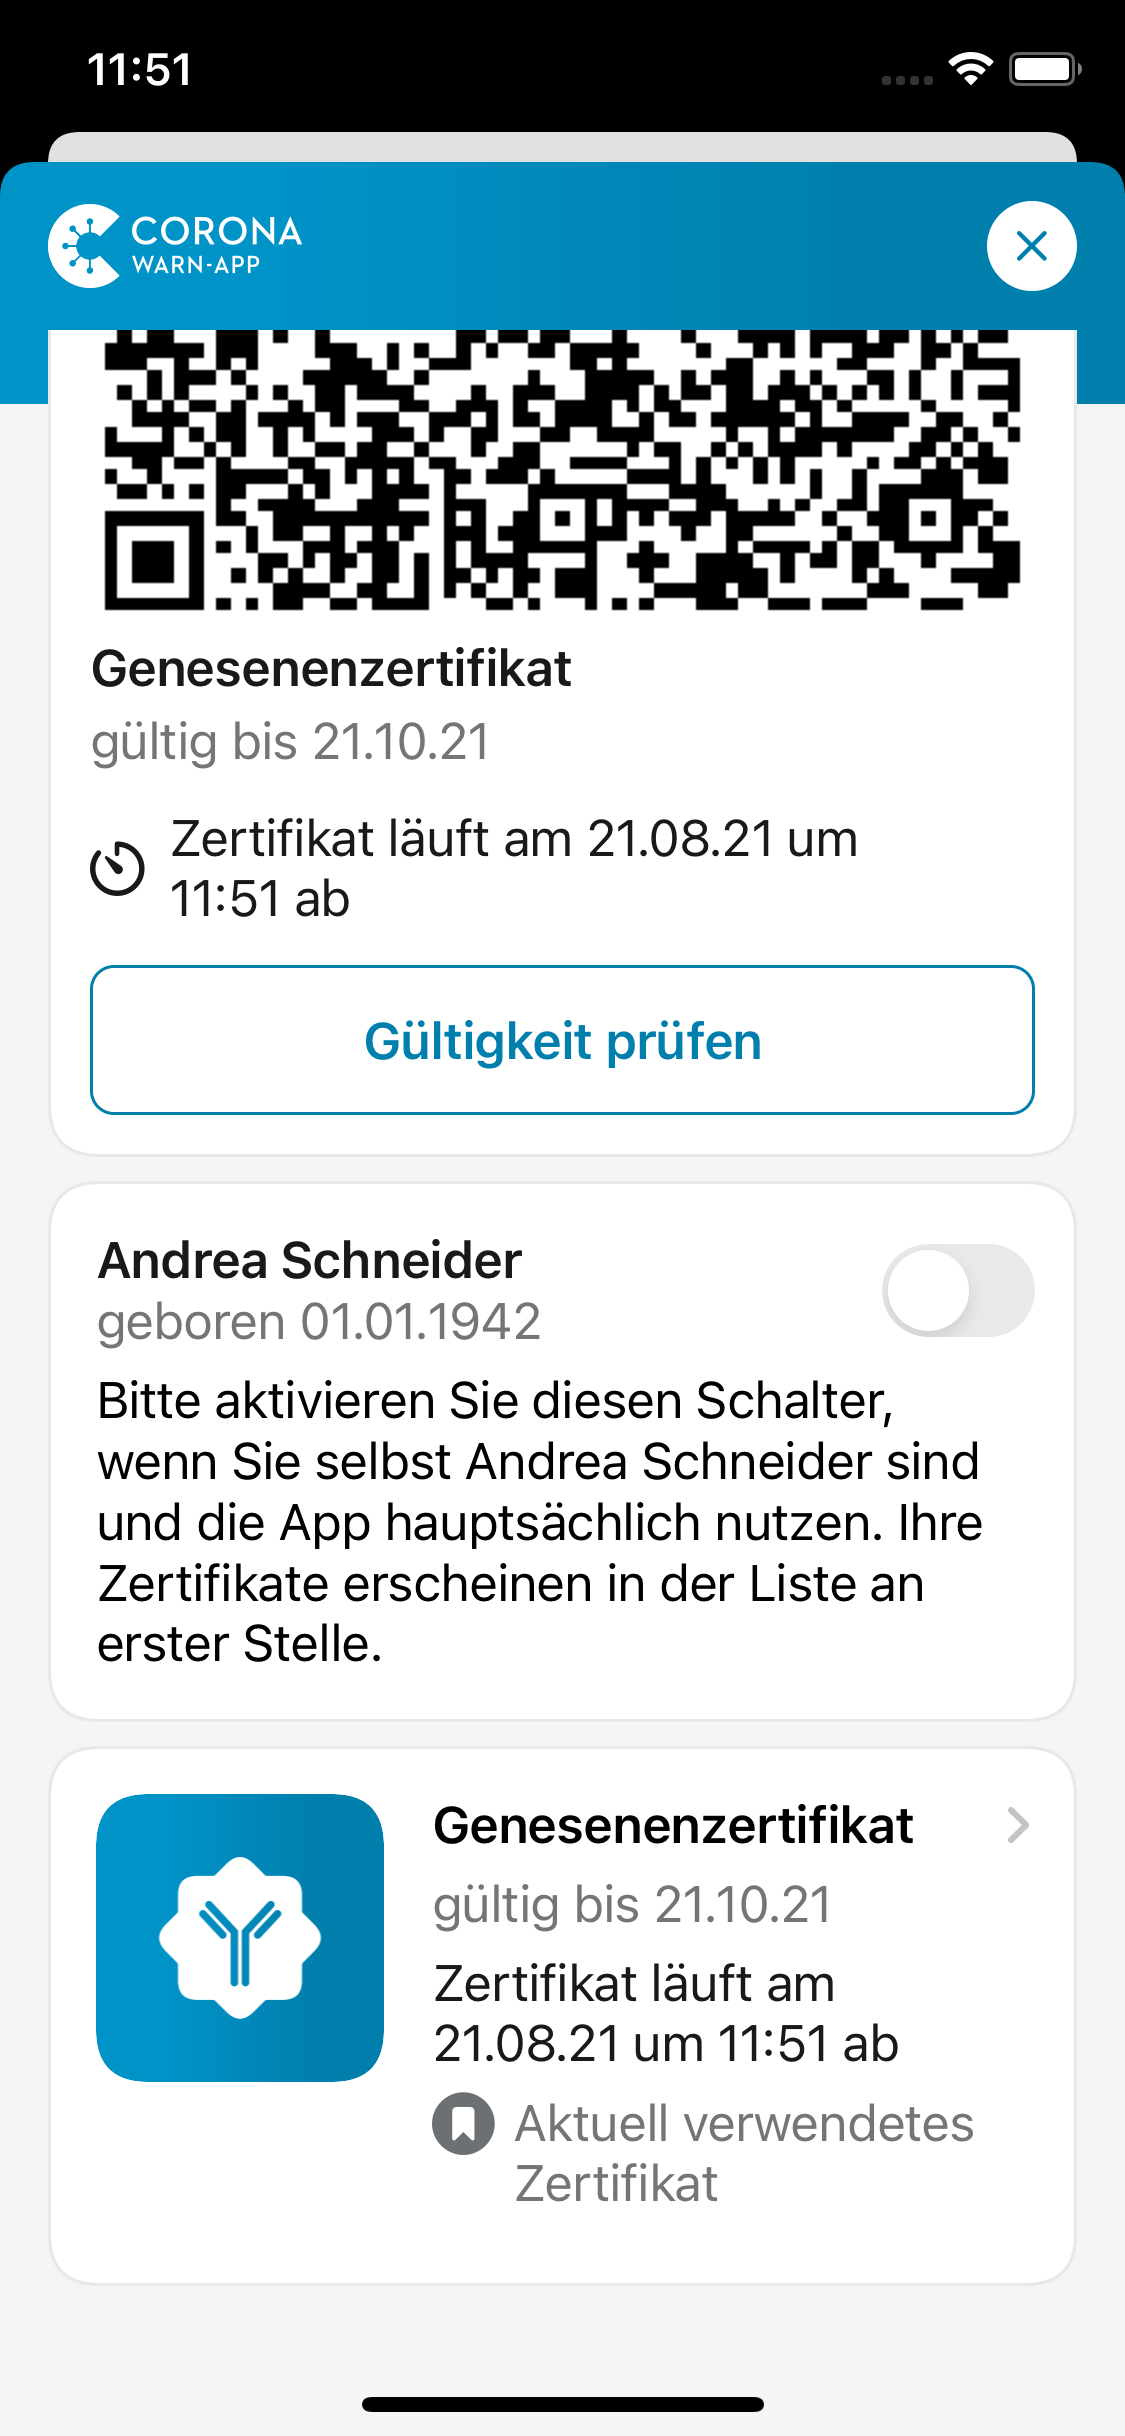 11:51
CORONA
WARN-APP
Genesenenzertifikat
gültig bis 21.10.21
Zertifikat läuft am 21.08.21 um
11:51 ab
Gültigkeit prüfen
Andrea Schneider
geboren 01.01.1942
Bitte aktivieren Sie diesen Schalter,
wenn Sie selbst Andrea Schneider sind
und die App hauptsächlich nutzen. Ihre
Zertifikate erscheinen in der Liste an
erster Stelle.
Genesenenzertifikat
gültig bis 21.10.21
Zertifikat läuft am
21.08.21 um 11:51 ab
Aktuell verwendetes
Zertifikat